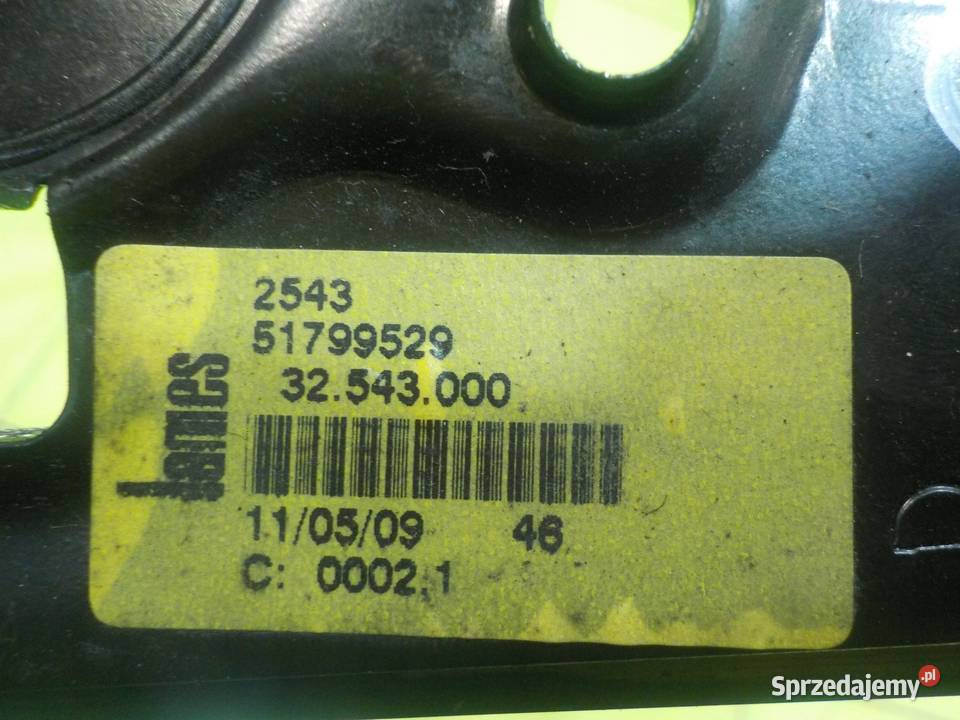 2543
51799529
32.543.000
Lames
11/05/09 46
C: 0002.1
D
Sprzedajemy.pl